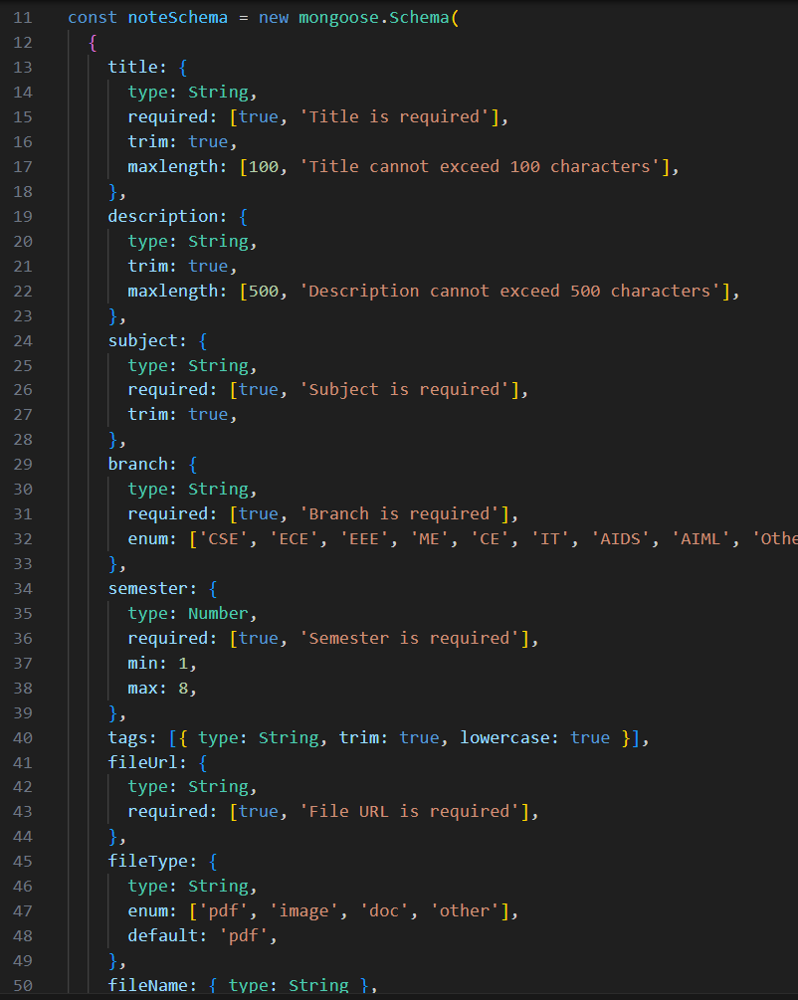 11 const noteSchema = new mongoose.Schema(
12 {
13 title: {
14 type: String,
15 required: [true, 'Title is required'],
16 trim: true,
17 maxlength: [100, 'Title cannot exceed 100 characters'],
18 },
19 description: {
20 type: String,
21 trim: true,
22 maxlength: [500, 'Description cannot exceed 500 characters'],
23 },
24 subject: {
25 type: String,
26 required: [true, 'Subject is required'],
27 trim: true,
28 },
29 branch: {
30 type: String,
31 required: [true, 'Branch is required'],
32 enum: ['CSE', 'ECE', 'EEE', 'ME', 'CE', 'IT', 'AIDS', 'AIML', 'Othe
33 },
34 semester: {
35 type: Number,
36 required: [true, 'Semester is required'],
37 min: 1,
38 max: 8,
39 },
40 tags: [{ type: String, trim: true, lowercase: true }],
41 fileUrl: {
42 type: String,
43 required: [true, 'File URL is required'],
44 },
45 fileType: {
46 type: String,
47 enum: ['pdf', 'image', 'doc', 'other'],
48 default: 'pdf',
49 },
50 fileName: { type: String },